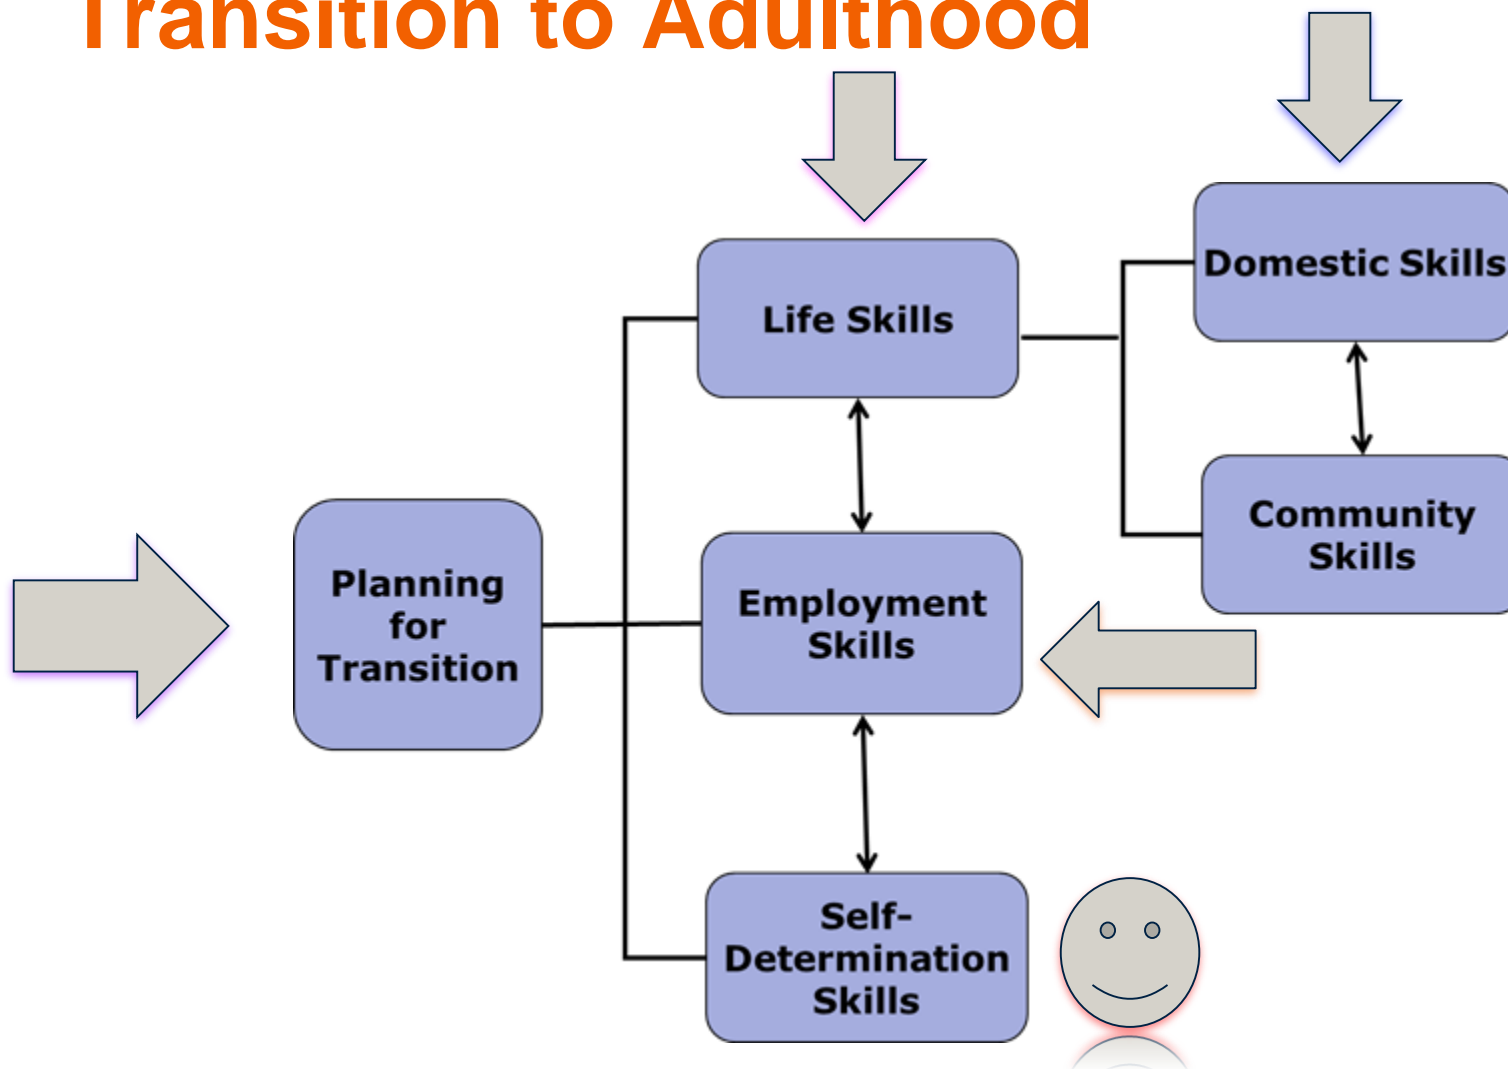 Transition to Adulthood
Life Skills
Domestic Skills
Community
Skills
Planning
for
Transition
Employment
Skills
Self-
Determination
Skills